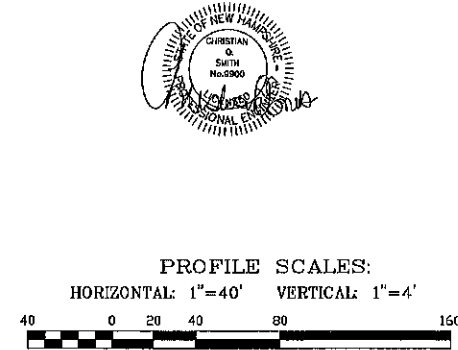 STATE OF NEW HAMPSHIRE
CHRISTIAN
O.
SMITH
No.9900
LICENSED
PROFESSIONAL ENGINEER
PROFILE SCALES:
HORIZONTAL: 1"=40' VERTICAL: 1"=4'
40 0 20 40 80